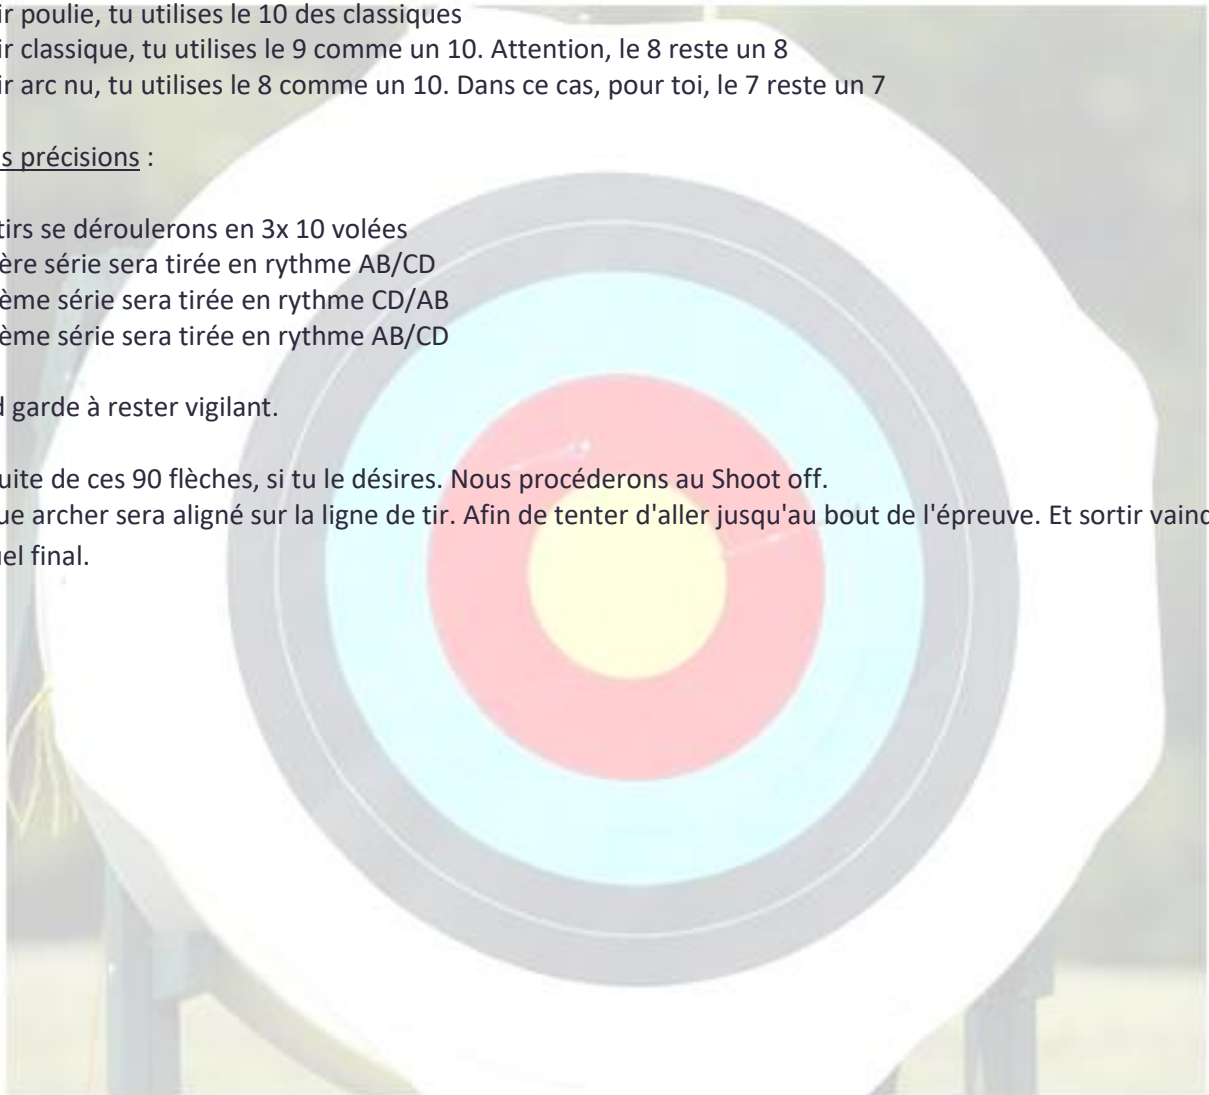 ir poulie, tu utilises le 10 des classiques
ir classique, tu utilises le 9 comme un 10. Attention, le 8 reste un 8
ir arc nu, tu utilises le 8 comme un 10. Dans ce cas, pour toi, le 7 reste un 7
s précisions :
tirs se déroulerons en 3x 10 volées
ère série sera tirée en rythme AB/CD
ème série sera tirée en rythme CD/AB
ème série sera tirée en rythme AB/CD
d garde à rester vigilant.
uite de ces 90 flèches, si tu le désires. Nous procéderons au Shoot off.
ue archer sera aligné sur la ligne de tir. Afin de tenter d'aller jusqu'au bout de l'épreuve. Et sortir vainq
uel final.